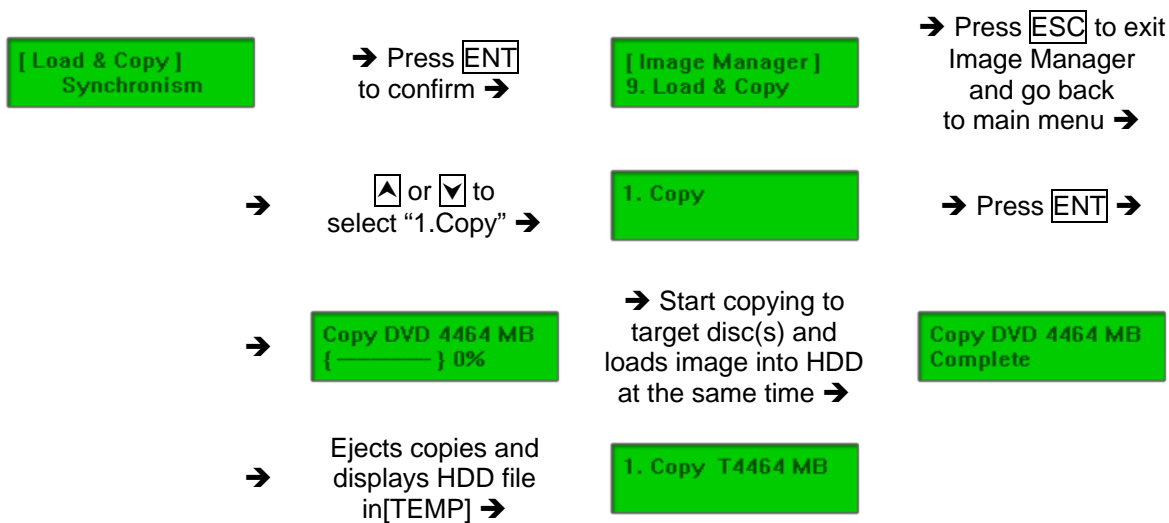 [ Load & Copy ]
Synchronism
➔ Press ENT
to confirm ➔
[ Image Manager ]
9. Load & Copy
➔ Press ESC to exit
Image Manager
and go back
to main menu ➔
➔
⮝ or ⮟ to
select “1.Copy” ➔
1. Copy
➔ Press ENT ➔
➔
Copy DVD 4464 MB
{ ———— } 0%
➔ Start copying to
target disc(s) and
loads image into HDD
at the same time ➔
Copy DVD 4464 MB
Complete
➔
Ejects copies and
displays HDD file
in[TEMP] ➔
1. Copy T4464 MB